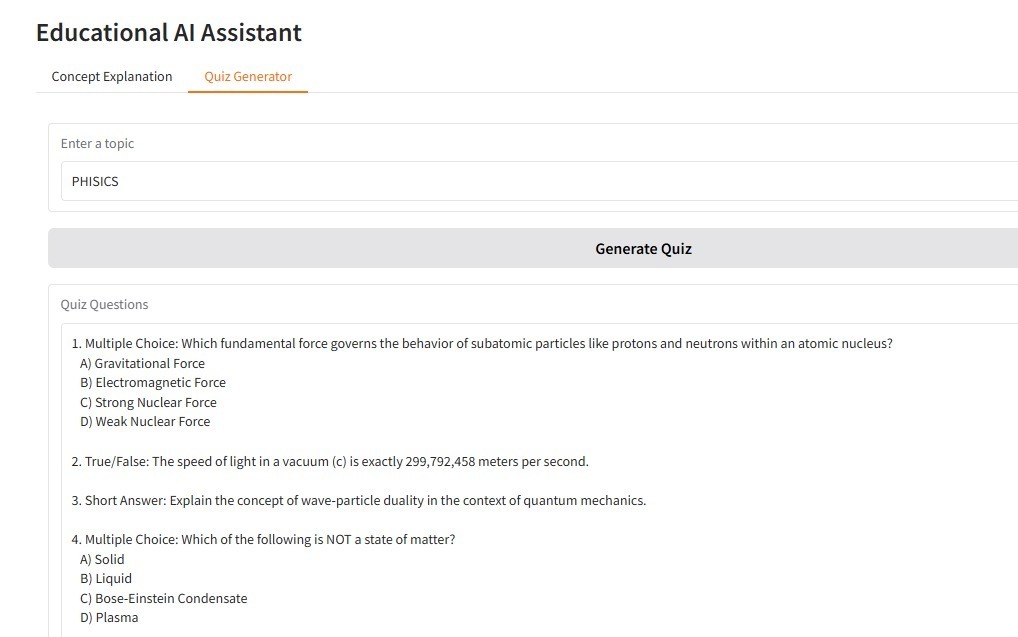 Educational AI Assistant
Concept Explanation Quiz Generator
Enter a topic
PHISICS
Generate Quiz
Quiz Questions
1. Multiple Choice: Which fundamental force governs the behavior of subatomic particles like protons and neutrons within an atomic nucleus?
A) Gravitational Force
B) Electromagnetic Force
C) Strong Nuclear Force
D) Weak Nuclear Force
2. True/False: The speed of light in a vacuum (c) is exactly 299,792,458 meters per second.
3. Short Answer: Explain the concept of wave-particle duality in the context of quantum mechanics.
4. Multiple Choice: Which of the following is NOT a state of matter?
A) Solid
B) Liquid
C) Bose-Einstein Condensate
D) Plasma